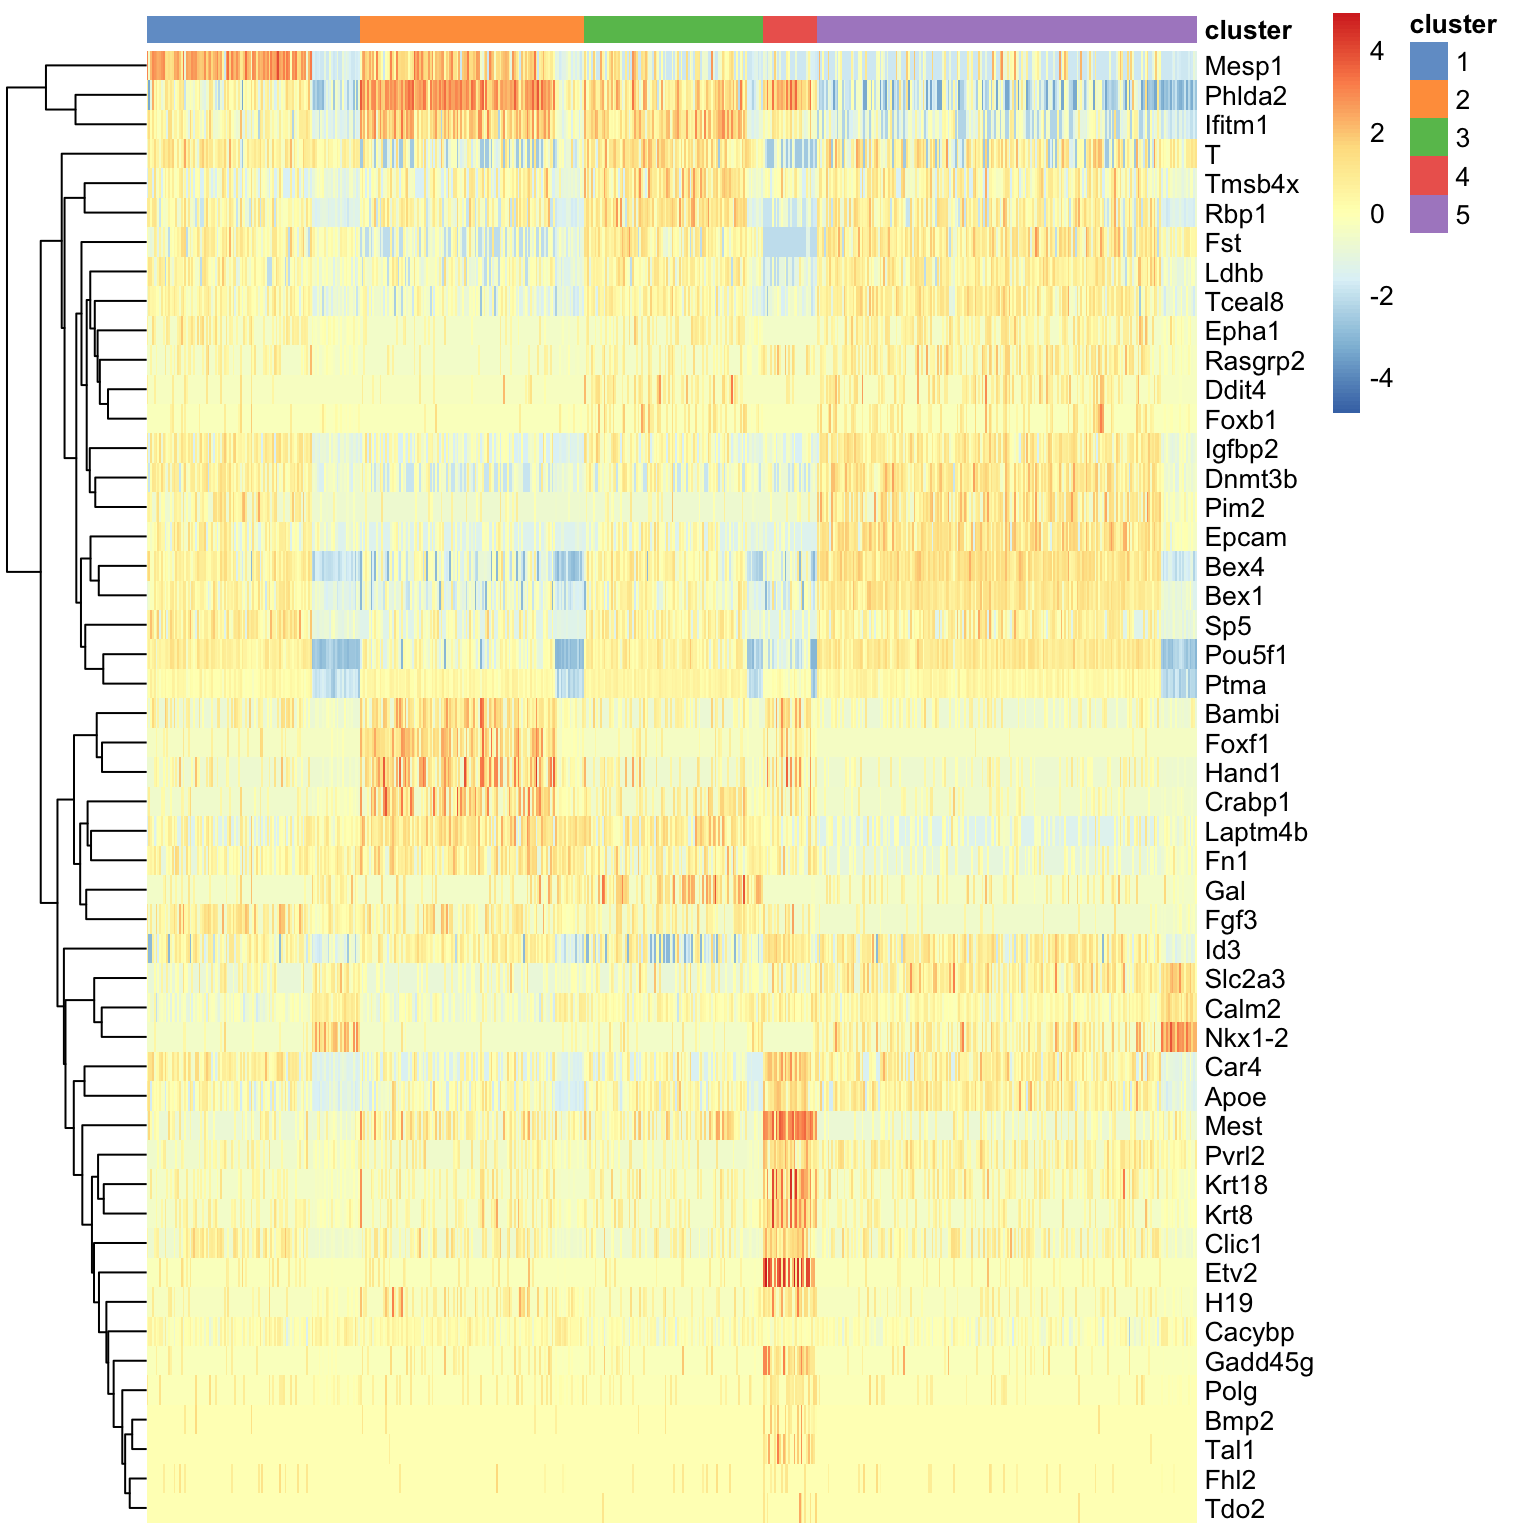 cluster
Mesp1
Phlda2
Ifitm1
T
Tmsb4x
Rbp1
Fst
Ldhb
Tceal8
Epha1
Rasgrp2
Ddit4
Foxb1
Igfbp2
Dnmt3b
Pim2
Epcam
Bex4
Bex1
Sp5
Pou5f1
Ptma
Bambi
Foxf1
Hand1
Crabp1
Laptm4b
Fn1
Gal
Fgf3
Id3
Slc2a3
Calm2
Nkx1-2
Car4
Apoe
Mest
Pvrl2
Krt18
Krt8
Clic1
Etv2
H19
Cacybp
Gadd45g
Polg
Bmp2
Tal1
Fhl2
Tdo2
4
2
0
-2
-4
cluster
1
2
3
4
5